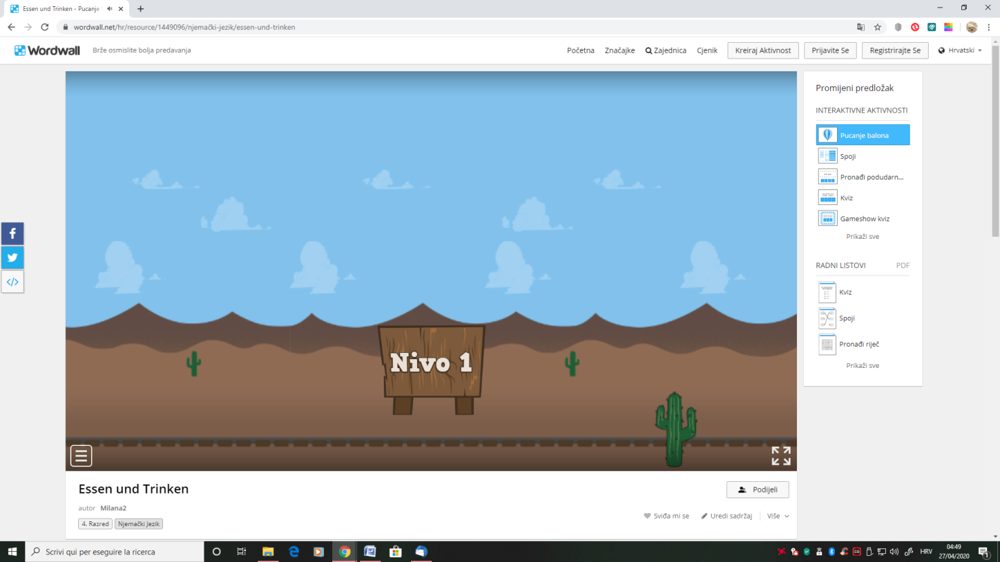 Essen und Trinken - Pucanje
wordwall.net/hr/resource/1449096/njemački-jezik/essen-und-trinken
Wordwall
Brže osmislite bolja predavanja
Početna
Značajke
Zajednica
Cjenik
Kreiraj Aktivnost
Prijavite Se
Registrirajte Se
Hrvatski
Nivo 1
Promijeni predložak
INTERAKTIVNE AKTIVNOSTI
Pucanje balona
Spoji
Pronađi podudarn...
Kviz
Gameshow kviz
Prikaži sve
RADNI LISTOVI PDF
Kviz
Spoji
Pronađi riječ
Prikaži sve
Essen und Trinken
Podijeli
autor Milana2
Sviđa mi se
Uredi sadržaj
Više
4. Razred
Njemački Jezik
Scrivi qui per eseguire la ricerca
HRV
04:49
27/04/2020